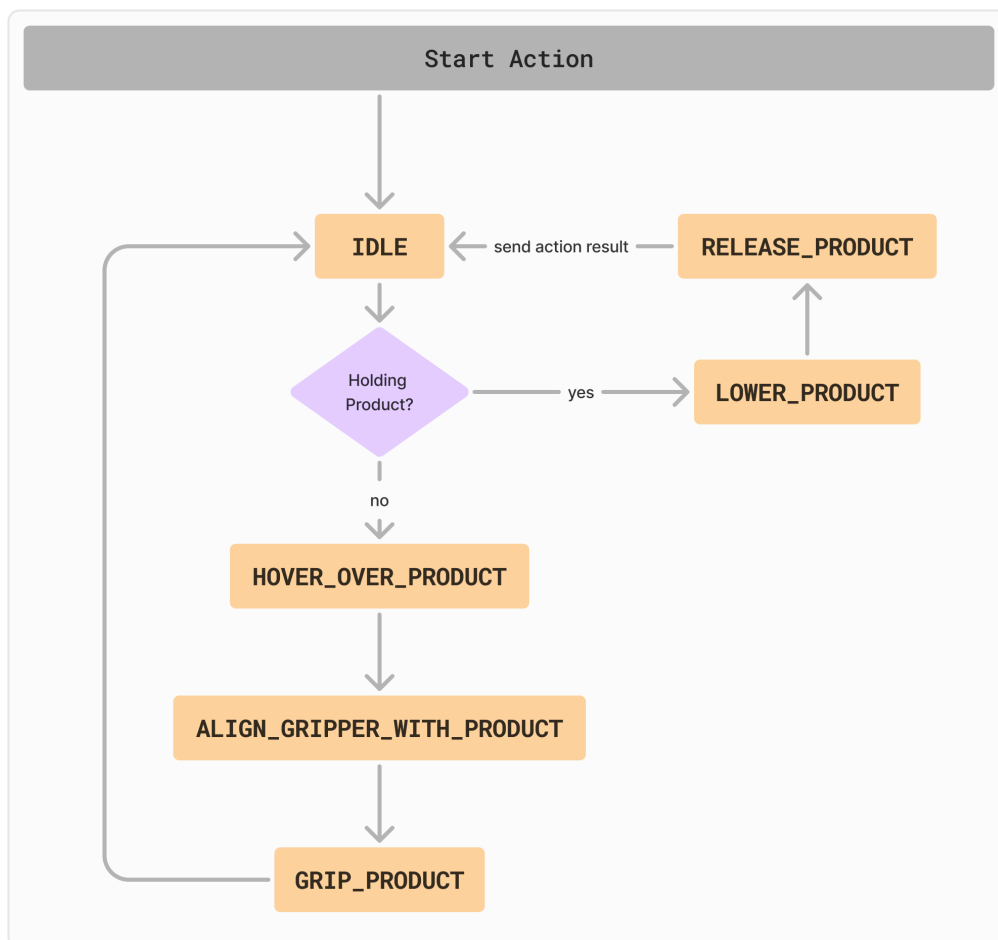 Start Action
IDLE
send action result
RELEASE_PRODUCT
Holding
Product?
yes
LOWER_PRODUCT
no
HOVER_OVER_PRODUCT
ALIGN_GRIPPER_WITH_PRODUCT
GRIP_PRODUCT